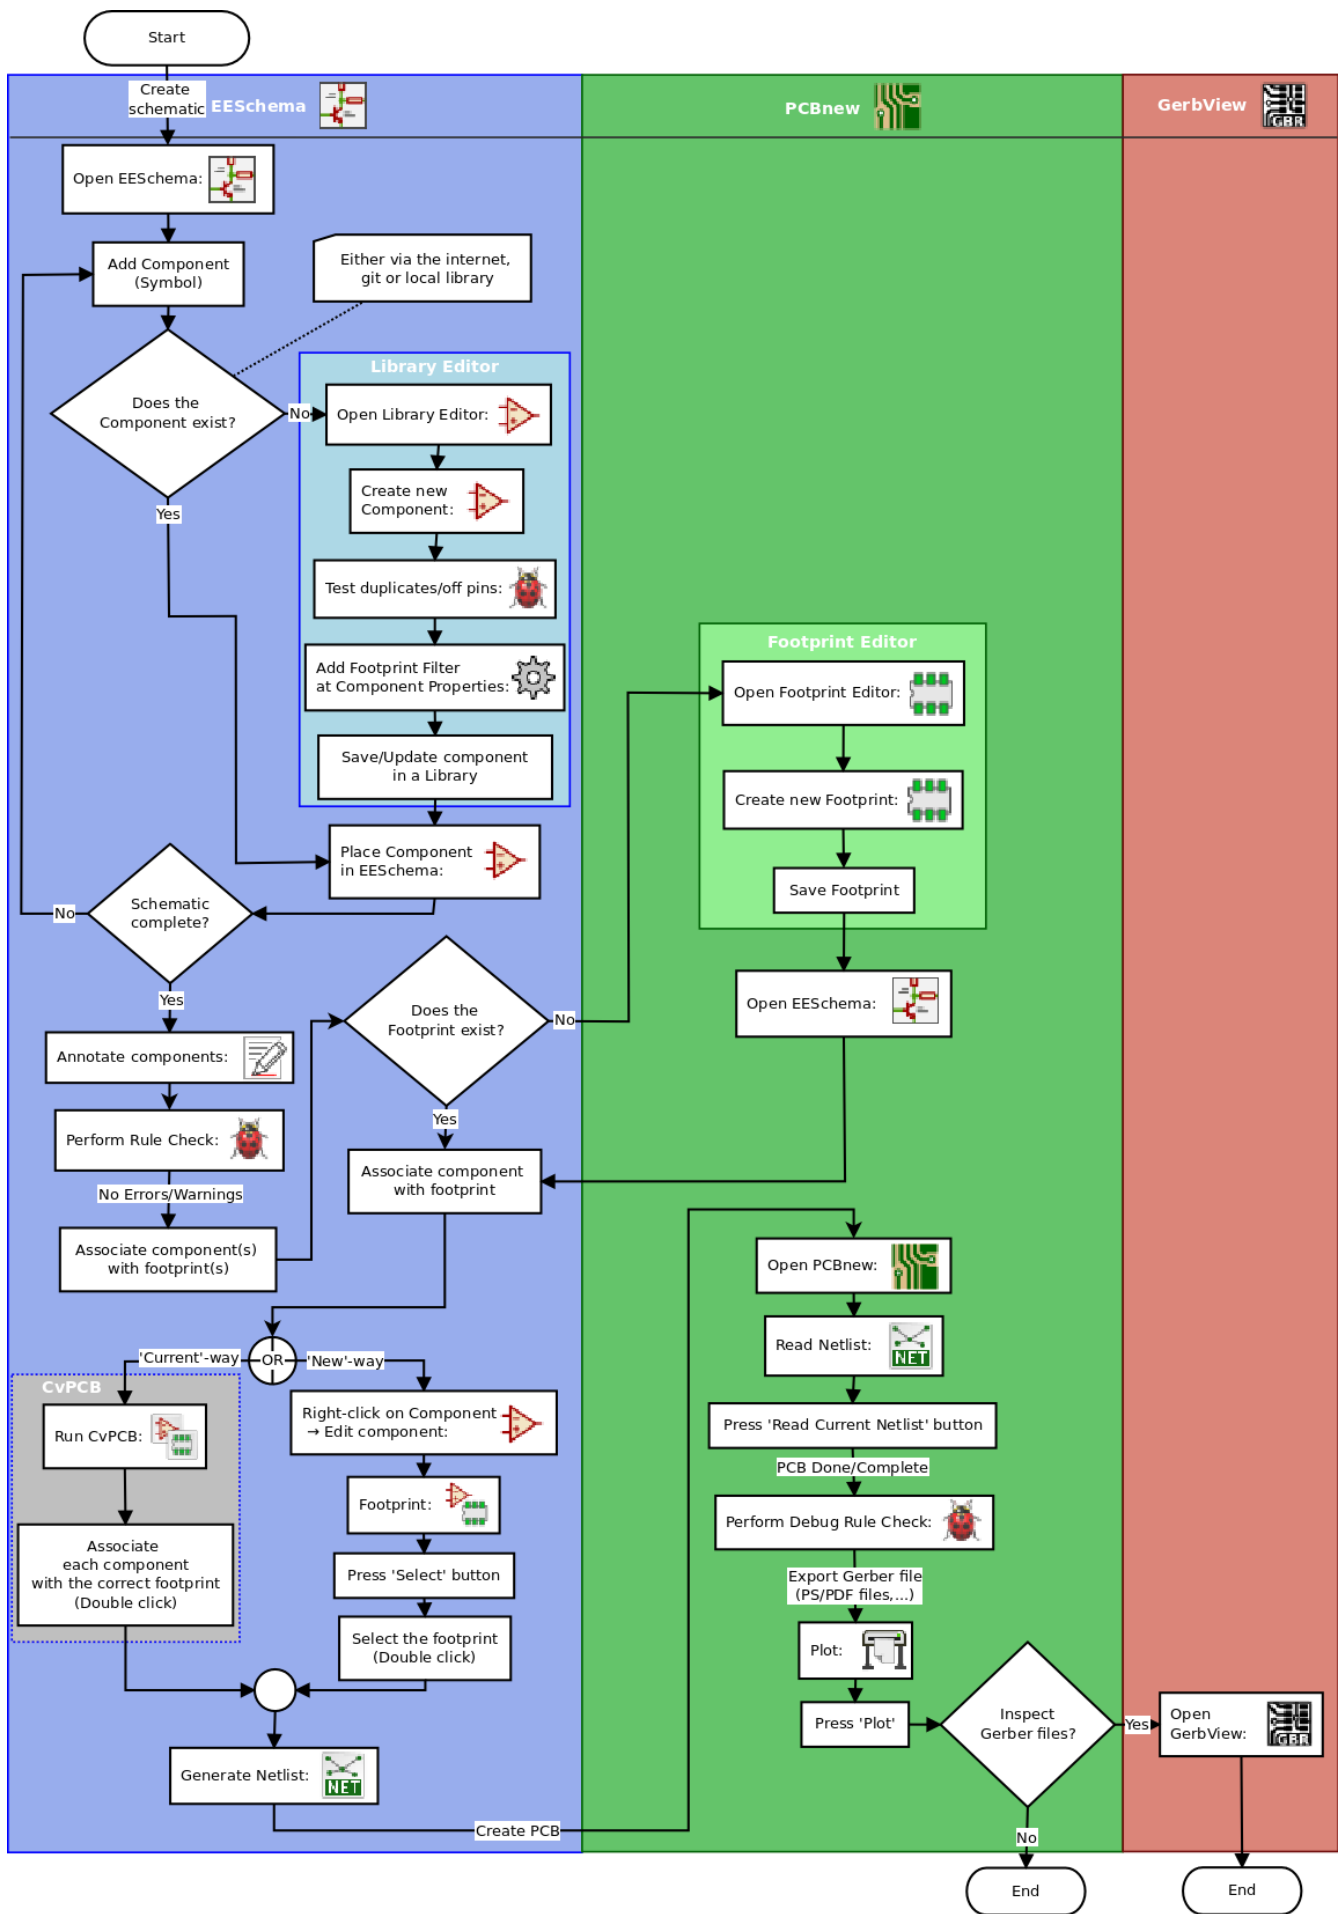 Start
Create
schematic
EESchema
PCBnew
GerbView
GBR
Open EESchema:
Add Component
(Symbol)
Either via the internet,
git or local library
Does the
Component exist?
No
Yes
Library Editor
Open Library Editor:
Create new
Component:
Test duplicates/off pins:
Add Footprint Filter
at Component Properties:
Save/Update component
in a Library
Place Component
in EESchema:
Schematic
complete?
No
Yes
Annotate components:
Perform Rule Check:
No Errors/Warnings
Associate component(s)
with footprint(s)
Does the
Footprint exist?
No
Yes
Footprint Editor
Open Footprint Editor:
Create new Footprint:
Save Footprint
Open EESchema:
Associate component
with footprint
OR
'Current'-way
'New'-way
CvPCB
Run CvPCB:
Associate
each component
with the correct footprint
(Double click)
Right-click on Component
→ Edit component:
Footprint:
Press 'Select' button
Select the footprint
(Double click)
Generate Netlist:
NET
Create PCB
Open PCBnew:
Read Netlist:
NET
Press 'Read Current Netlist' button
PCB Done/Complete
Perform Debug Rule Check:
Export Gerber file
(PS/PDF files,...)
Plot:
Press 'Plot'
Inspect
Gerber files?
Yes
No
Open
GerbView:
GBR
End
End